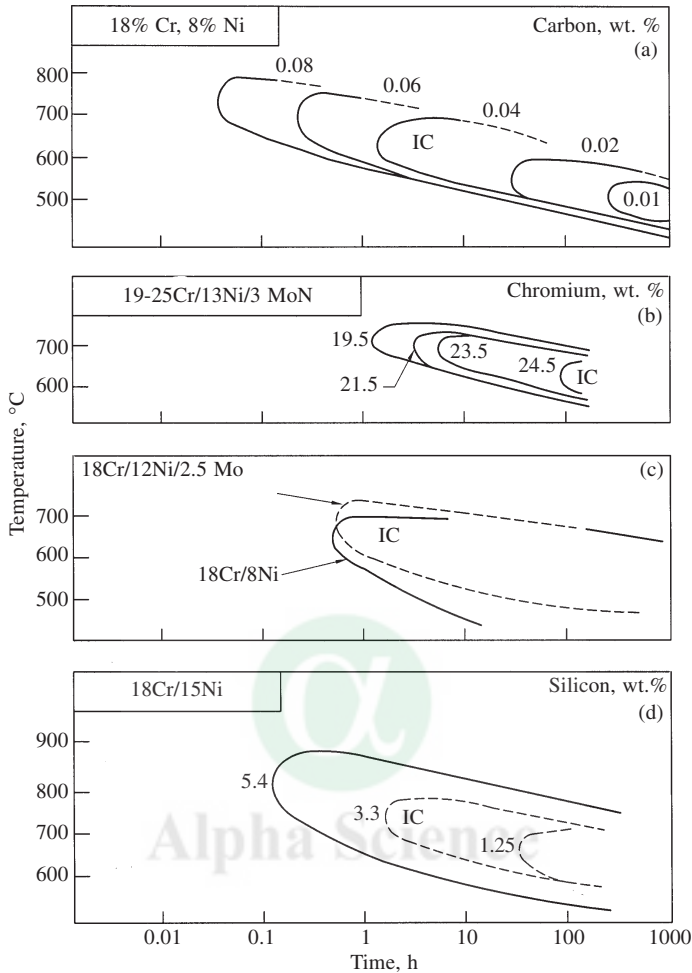 18% Cr, 8% Ni
Carbon, wt. %
(a)
0.08
0.06
0.04
0.02
0.01
IC
800
700
600
500
19-25Cr/13Ni/3 MoN
Chromium, wt. %
(b)
19.5
21.5
23.5
24.5
IC
700
600
Temperature, °C
18Cr/12Ni/2.5 Mo
(c)
IC
18Cr/8Ni
700
600
500
18Cr/15Ni
Silicon, wt.%
(d)
5.4
3.3
IC
1.25
900
800
700
600
Alpha Science
0.01 0.1 1 10 100 1000
Time, h